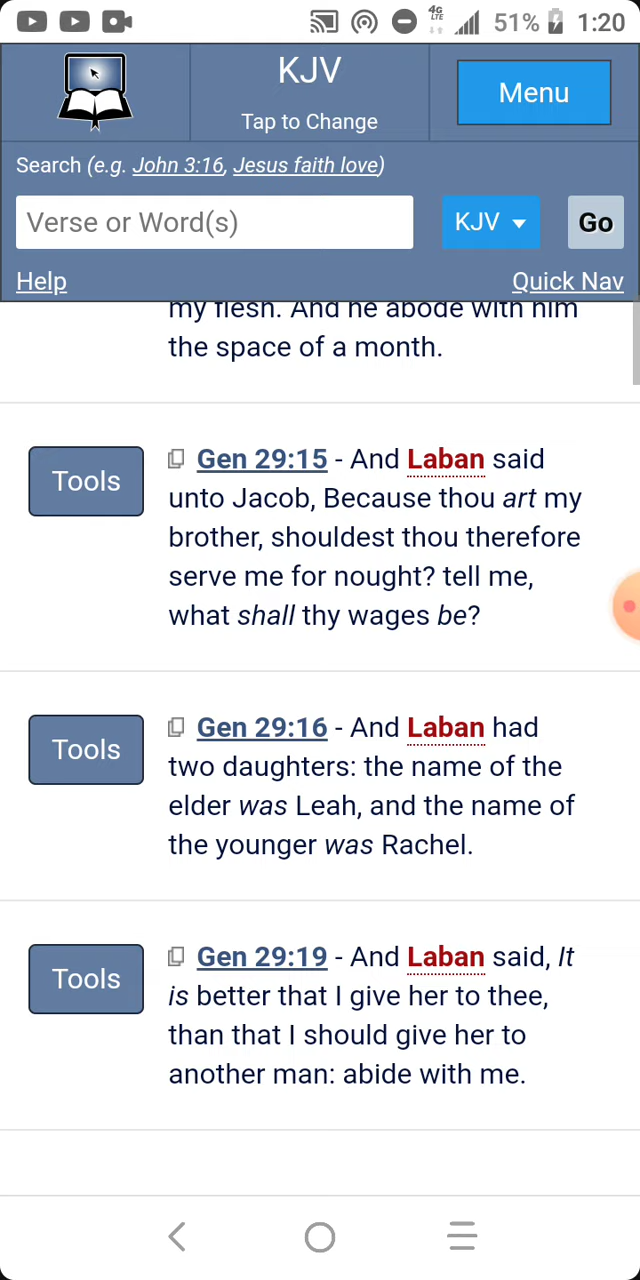 4G
LTE
51%
1:20
KJV
Tap to Change
Menu
Search (e.g. John 3:16, Jesus faith love)
Verse or Word(s)
KJV
Go
Help
Quick Nav
my flesh. And he abode with him
the space of a month.
Tools
Gen 29:15 - And Laban said
unto Jacob, Because thou art my
brother, shouldest thou therefore
serve me for nought? tell me,
what shall thy wages be?
Tools
Gen 29:16 - And Laban had
two daughters: the name of the
elder was Leah, and the name of
the younger was Rachel.
Tools
Gen 29:19 - And Laban said, It
is better that I give her to thee,
than that I should give her to
another man: abide with me.